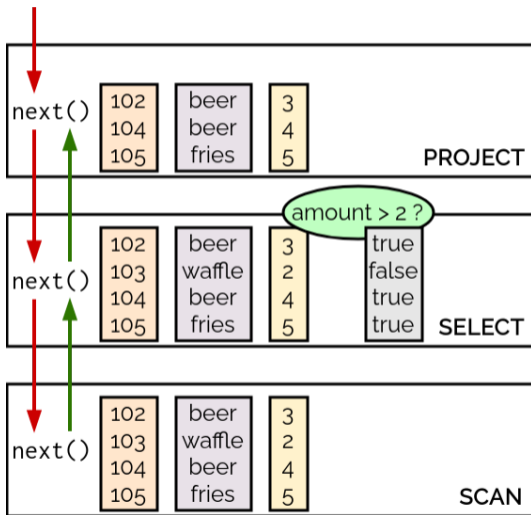 102 beer 3
next() 104 beer 4
105 fries 5
PROJECT
amount > 2 ?
102 beer 3 true
103 waffle 2 false
next() 104 beer 4 true
105 fries 5 true
SELECT
102 beer 3
103 waffle 2
next() 104 beer 4
105 fries 5
SCAN